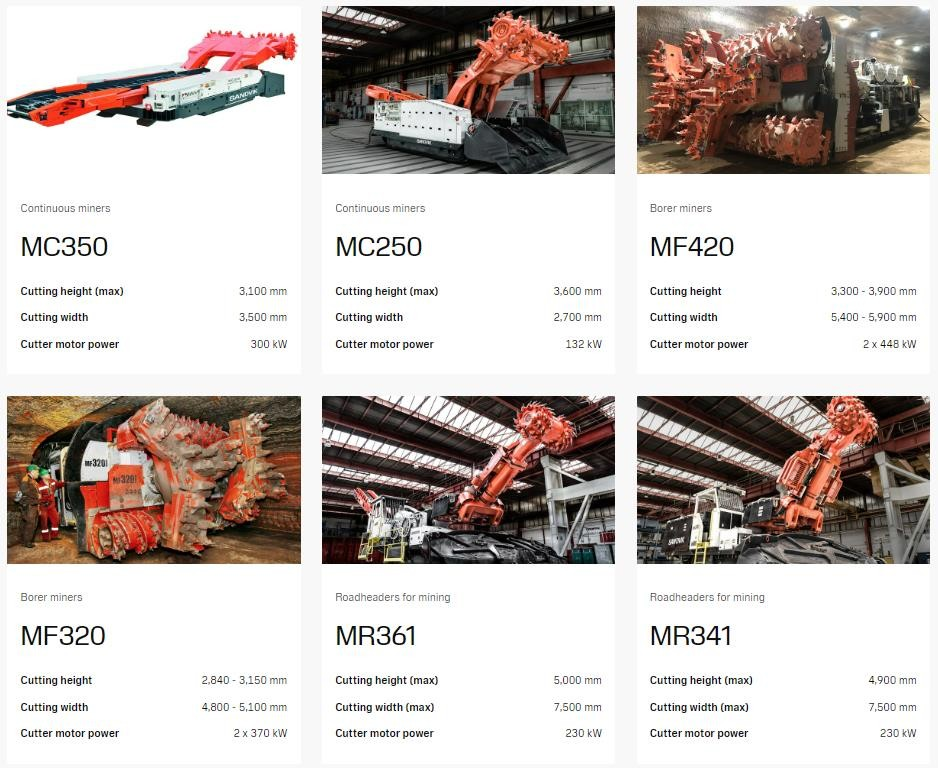 SANDVIK
Continuous miners
MC350
Cutting height (max) 3,100 mm
Cutting width 3,500 mm
Cutter motor power 300 kW
Continuous miners
MC250
Cutting height (max) 3,600 mm
Cutting width 2,700 mm
Cutter motor power 132 kW
Borer miners
MF420
Cutting height 3,300 - 3,900 mm
Cutting width 5,400 - 5,900 mm
Cutter motor power 2 x 448 kW
MF320
MF320
Borer miners
MF320
Cutting height 2,840 - 3,150 mm
Cutting width 4,800 - 5,100 mm
Cutter motor power 2 x 370 kW
Roadheaders for mining
MR361
Cutting height (max) 5,000 mm
Cutting width (max) 7,500 mm
Cutter motor power 230 kW
SANDVIK
Roadheaders for mining
MR341
Cutting height (max) 4,900 mm
Cutting width (max) 7,500 mm
Cutter motor power 230 kW